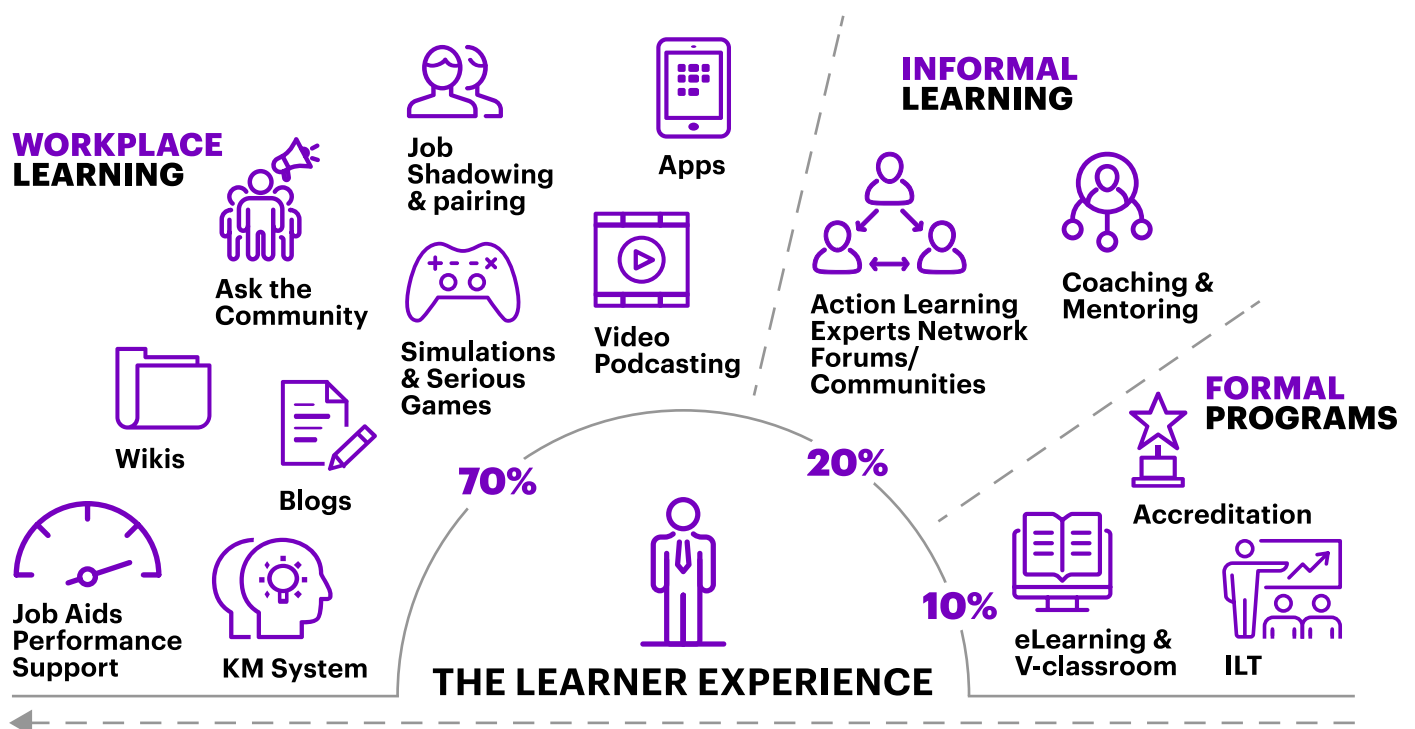 WORKPLACE
LEARNING
Job
Shadowing
& pairing
Apps
Ask the
Community
Simulations
& Serious
Games
Video
Podcasting
Wikis
Blogs
Job Aids
Performance
Support
KM System
70%
INFORMAL
LEARNING
Action Learning
Experts Network
Forums/
Communities
Coaching &
Mentoring
20%
FORMAL
PROGRAMS
Accreditation
eLearning &
V-classroom
ILT
10%
THE LEARNER EXPERIENCE